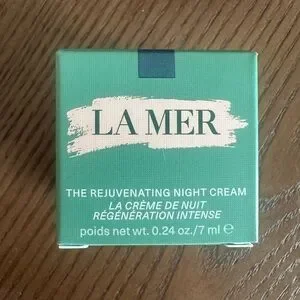 LA MER
THE REJUVENATING NIGHT CREAM
LA CRÈME DE NUIT
RÉGÉNÉRATION INTENSE
poids net wt. 0.24 oz./7 ml ℮